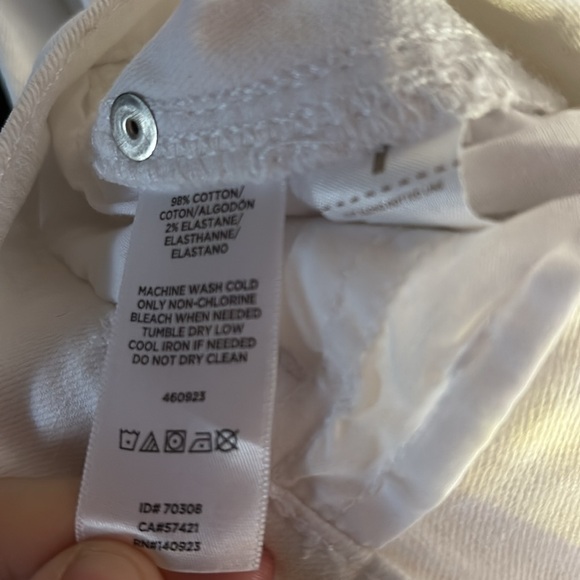 98% COTTON/
COTON/ALGODÓN
2% ELASTANE/
ELASTHANNE/
ELASTANO
MACHINE WASH COLD
ONLY NON-CHLORINE
BLEACH WHEN NEEDED
TUMBLE DRY LOW
COOL IRON IF NEEDED
DO NOT DRY CLEAN
460923
ID# 70308
CA#57421
RN#140923